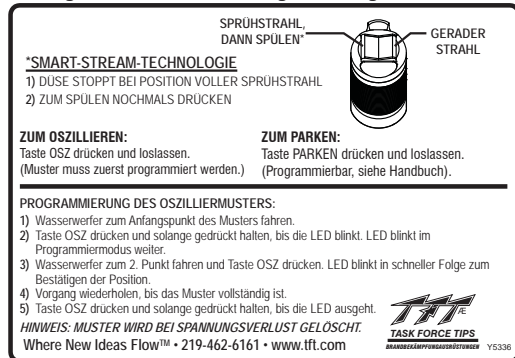 SPRÜHSTRAHL,
DANN SPÜLEN*
GERADER
STRAHL
*SMART-STREAM-TECHNOLOGIE
1) DÜSE STOPPT BEI POSITION VOLLER SPRÜHSTRAHL
2) ZUM SPÜLEN NOCHMALS DRÜCKEN
ZUM OSZILLIEREN:
Taste OSZ drücken und loslassen.
(Muster muss zuerst programmiert werden.)
ZUM PARKEN:
Taste PARKEN drücken und loslassen.
(Programmierbar, siehe Handbuch).
PROGRAMMIERUNG DES OSZILLIERMUSTERS:
1) Wasserwerfer zum Anfangspunkt des Musters fahren.
2) Taste OSZ drücken und solange gedrückt halten, bis die LED blinkt. LED blinkt im
Programmiermodus weiter.
3) Wasserwerfer zum 2. Punkt fahren und Taste OSZ drücken. LED blinkt in schneller Folge zum
Bestätigen der Position.
4) Vorgang wiederholen, bis das Muster vollständig ist.
5) Taste OSZ drücken und solange gedrückt halten, bis die LED ausgeht.
HINWEIS: MUSTER WIRD BEI SPANNUNGSVERLUST GELÖSCHT.
Where New Ideas Flow™ • 219-462-6161 • www.tft.com
TFT Æ
TASK FORCE TIPS
BRANDBEKÄMPFUNGAUSRÜSTUNGEN
Y5336